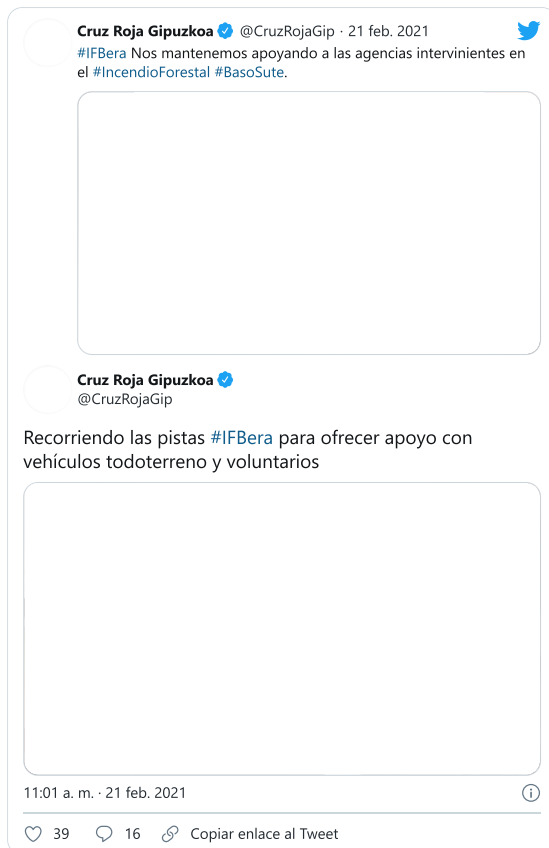 Cruz Roja Gipuzkoa @CruzRojaGip · 21 feb. 2021
#IFBera Nos mantenemos apoyando a las agencias intervinientes en
el #IncendioForestal #BasoSute.
Cruz Roja Gipuzkoa
@CruzRojaGip
Recorriendo las pistas #IFBera para ofrecer apoyo con
vehículos todoterreno y voluntarios
11:01 a. m. · 21 feb. 2021
39 16 Copiar enlace al Tweet